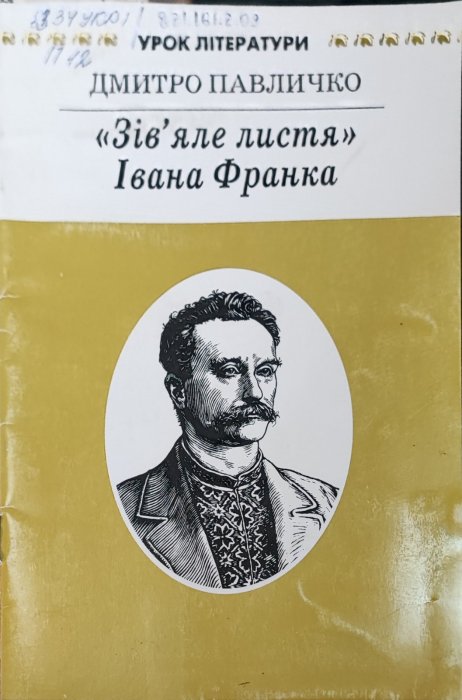 УРОК ЛІТЕРАТУРИ
ДМИТРО ПАВЛИЧКО
«Зів’яле листя»
Івана Франка